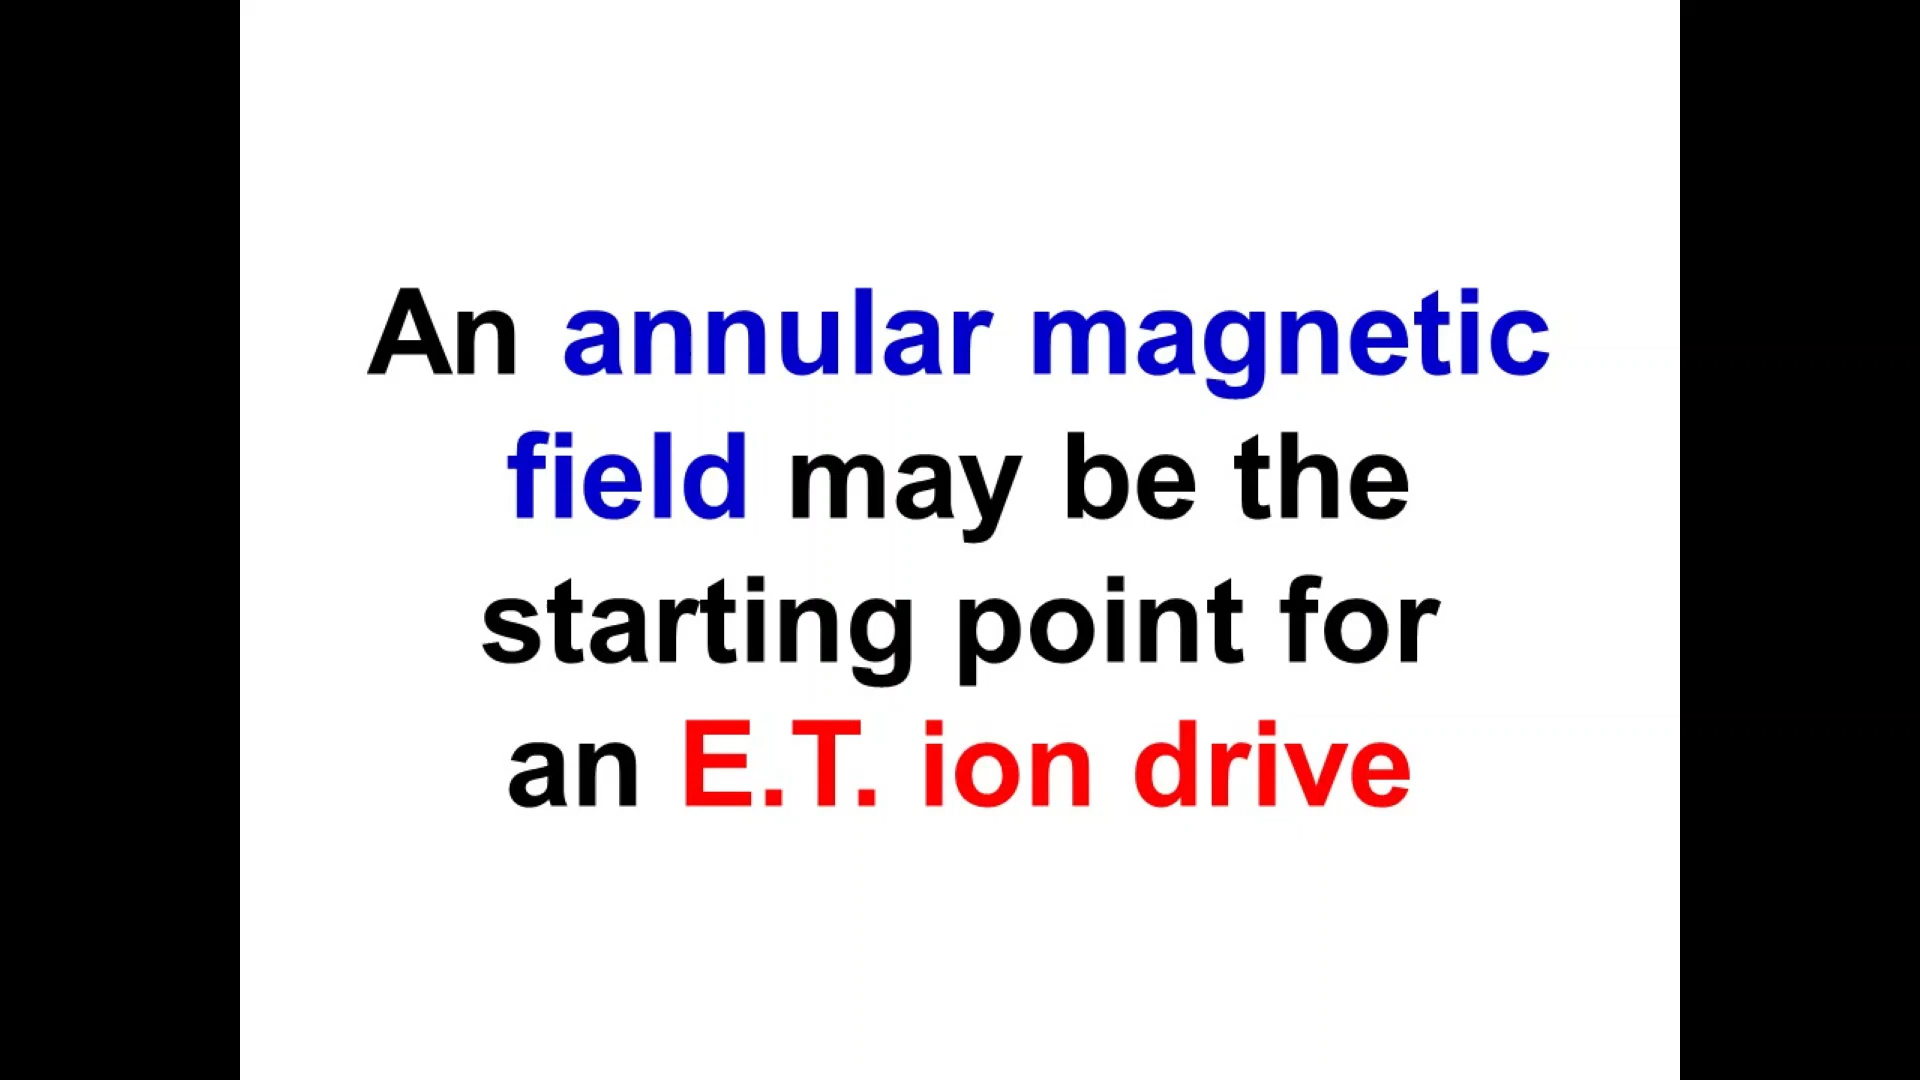 An annular magnetic
field may be the
starting point for
an E.T. ion drive